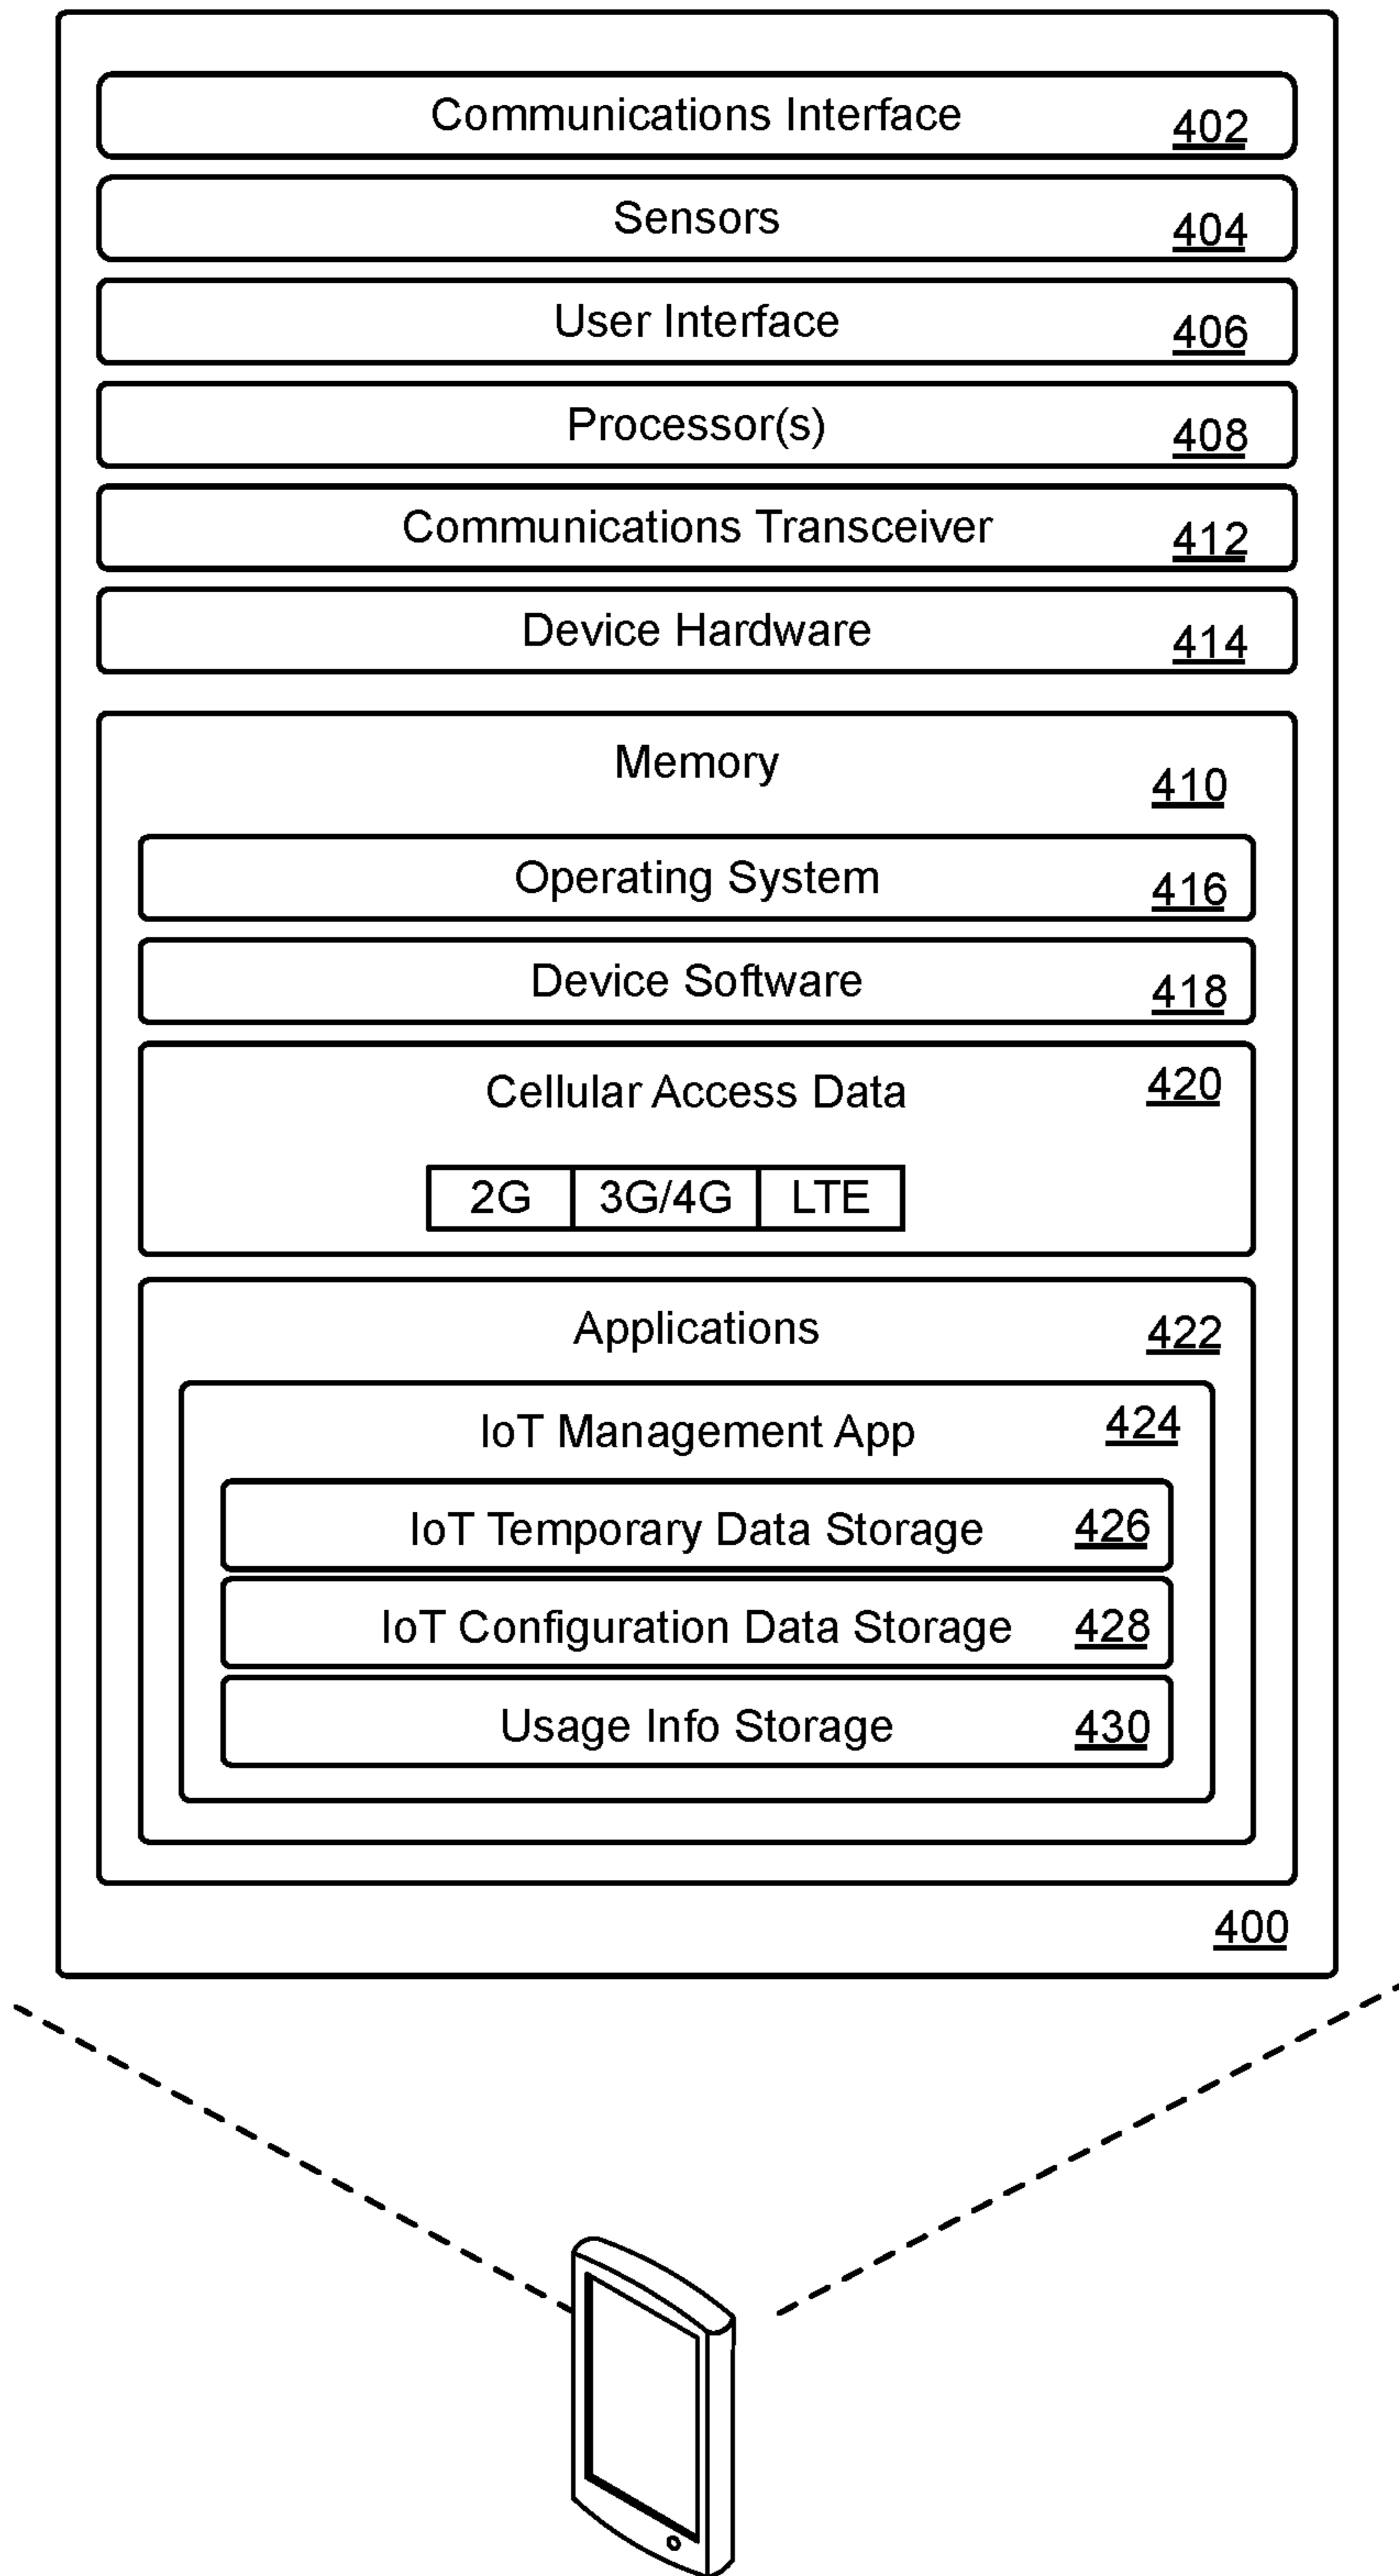 Communications Interface 402
Sensors 404
User Interface 406
Processor(s) 408
Communications Transceiver 412
Device Hardware 414
Memory 410
Operating System 416
Device Software 418
Cellular Access Data 420
2G 3G/4G LTE
Applications 422
IoT Management App 424
IoT Temporary Data Storage 426
IoT Configuration Data Storage 428
Usage Info Storage 430
400